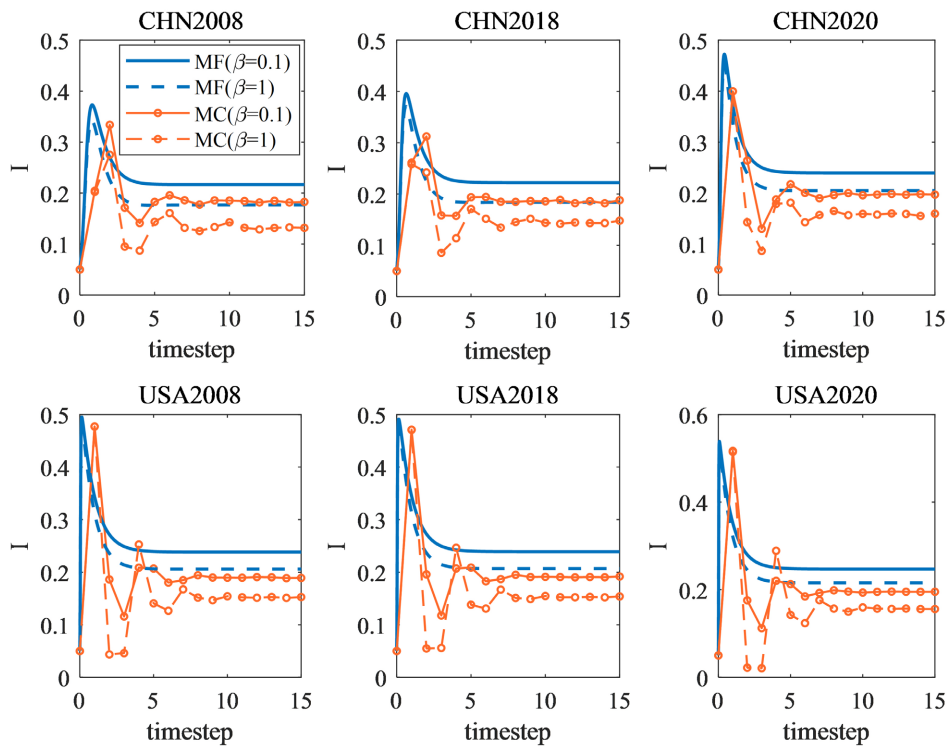 CHN2008
0.5
0.4
0.3
0.2
0.1
0
I
MF(β=0.1)
MF(β=1)
MC(β=0.1)
MC(β=1)
0 5 10 15
timestep
CHN2018
0.5
0.4
0.3
0.2
0.1
0
I
0 5 10 15
timestep
CHN2020
0.5
0.4
0.3
0.2
0.1
0
I
0 5 10 15
timestep
USA2008
0.5
0.4
0.3
0.2
0.1
0
I
0 5 10 15
timestep
USA2018
0.5
0.4
0.3
0.2
0.1
0
I
0 5 10 15
timestep
USA2020
0.6
0.4
0.2
0
I
0 5 10 15
timestep